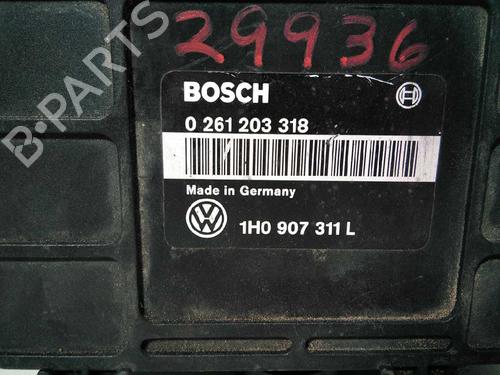 29936
B-PARTS
BOSCH
0 261 203 318
Made in Germany
1H0 907 311 L